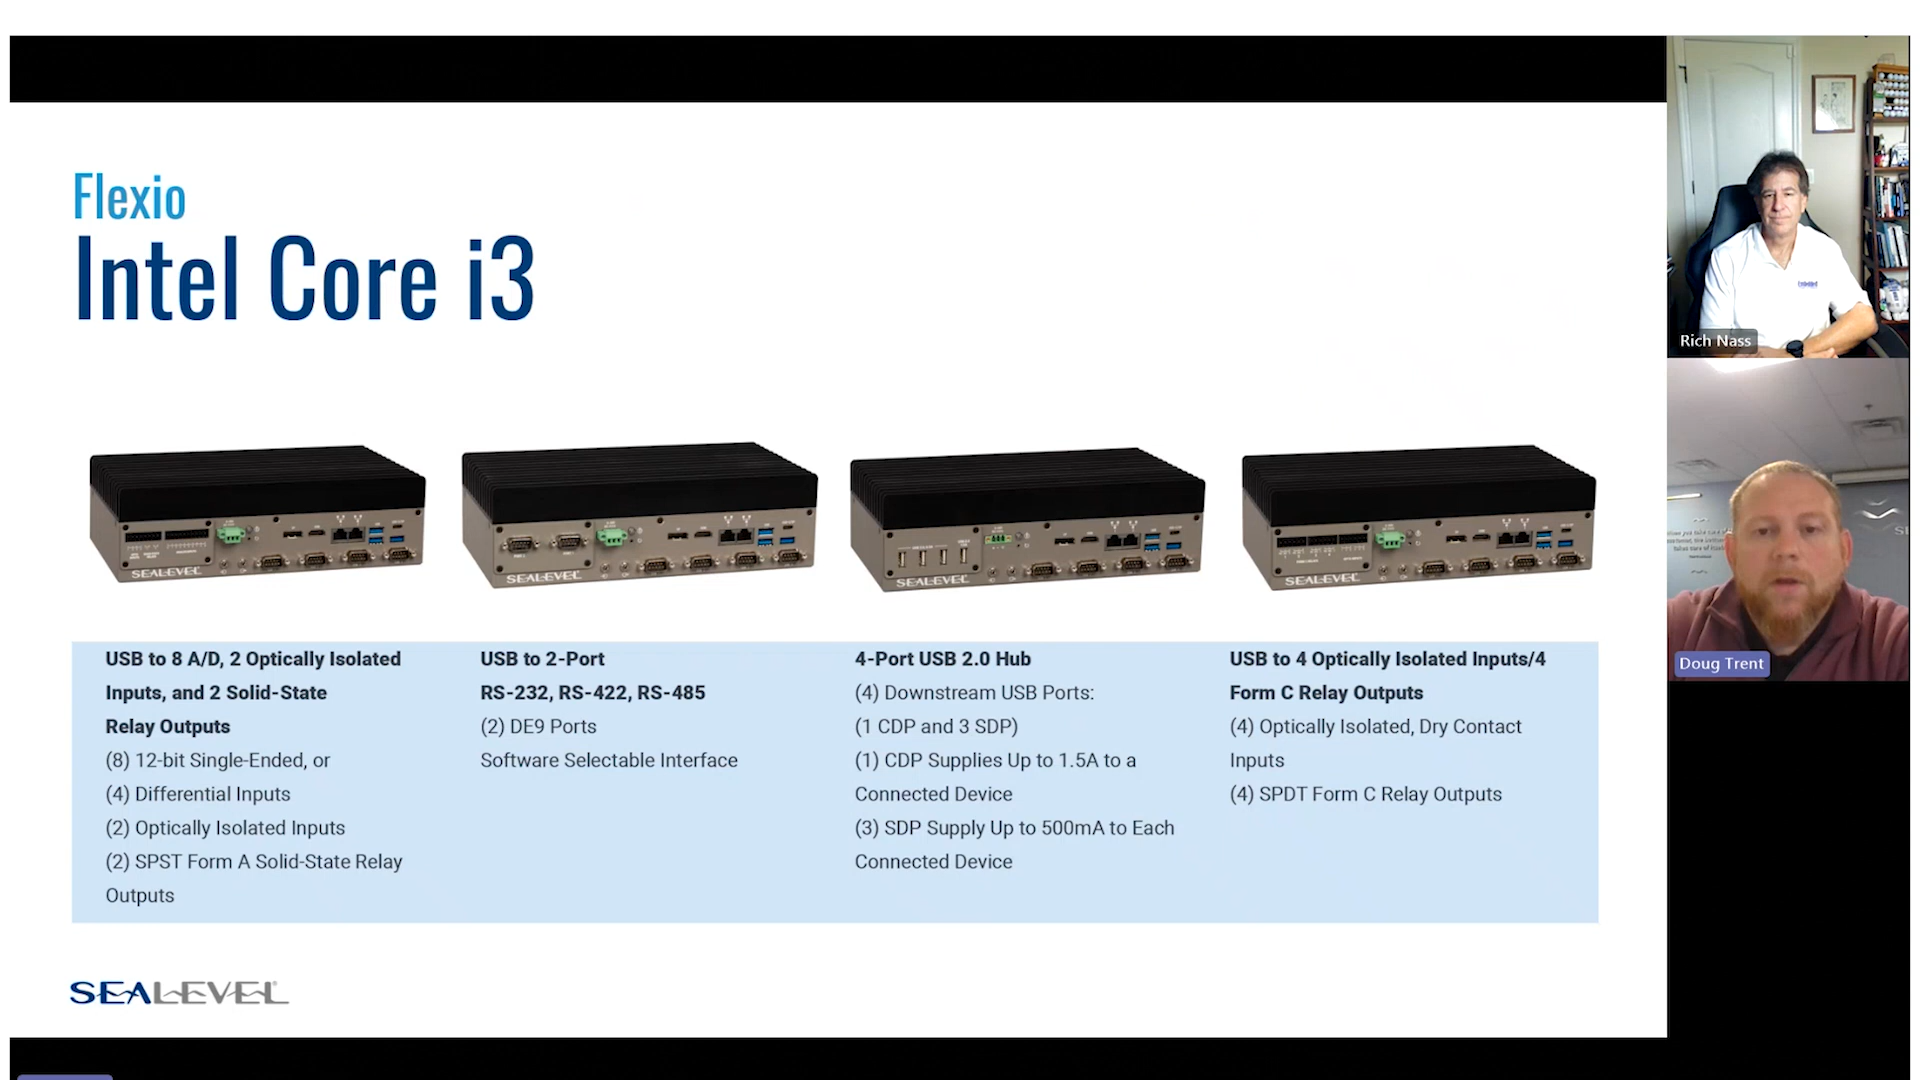 Flexio
Intel Core i3
SEALEVEL
SEALEVEL
SEALEVEL
SEALEVEL
USB to 8 A/D, 2 Optically Isolated
Inputs, and 2 Solid-State
Relay Outputs
(8) 12-bit Single-Ended, or
(4) Differential Inputs
(2) Optically Isolated Inputs
(2) SPST Form A Solid-State Relay
Outputs
USB to 2-Port
RS-232, RS-422, RS-485
(2) DE9 Ports
Software Selectable Interface
4-Port USB 2.0 Hub
(4) Downstream USB Ports:
(1 CDP and 3 SDP)
(1) CDP Supplies Up to 1.5A to a
Connected Device
(3) SDP Supply Up to 500mA to Each
Connected Device
USB to 4 Optically Isolated Inputs/4
Form C Relay Outputs
(4) Optically Isolated, Dry Contact
Inputs
(4) SPDT Form C Relay Outputs
SEALEVEL
Rich Nass
Doug Trent